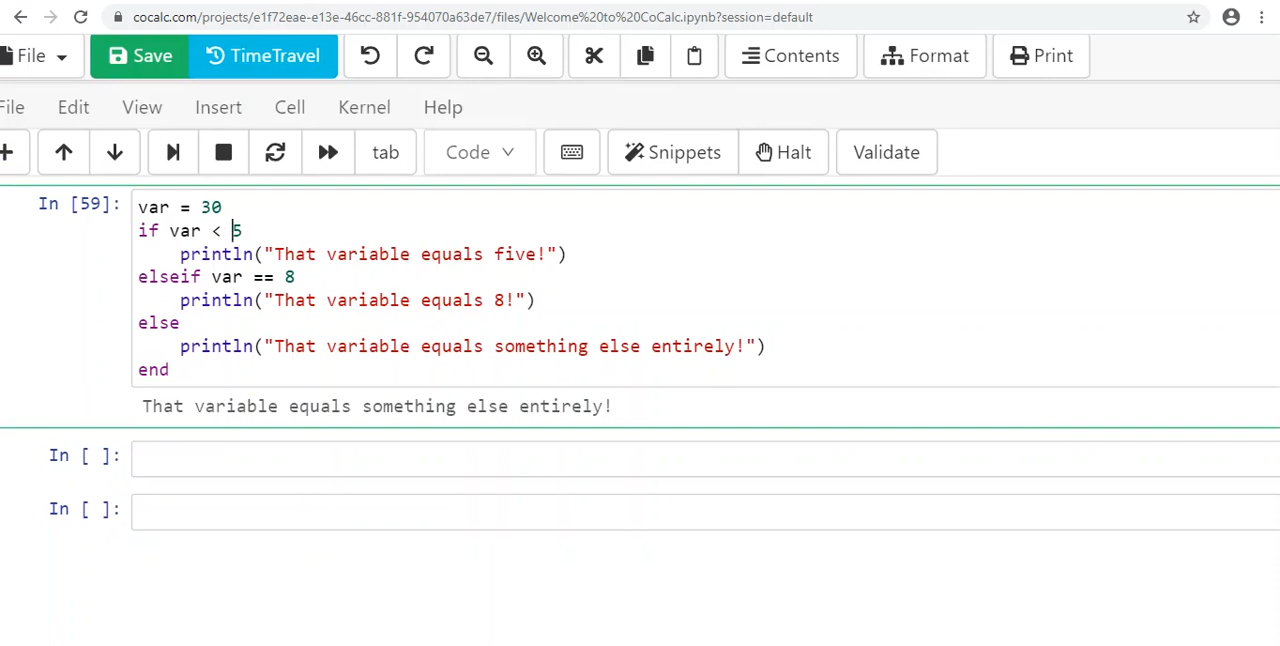 cocalc.com/projects/e1f72eae-e13e-46cc-881f-954070a63de7/files/Welcome%20to%20CoCalc.ipynb?session=default
File Save TimeTravel Contents Format Print
File Edit View Insert Cell Kernel Help
tab Code Snippets Halt Validate
In [59]: var = 30
if var < 5
println("That variable equals five!")
elseif var == 8
println("That variable equals 8!")
else
println("That variable equals something else entirely!")
end
That variable equals something else entirely!
In [ ]:
In [ ]: